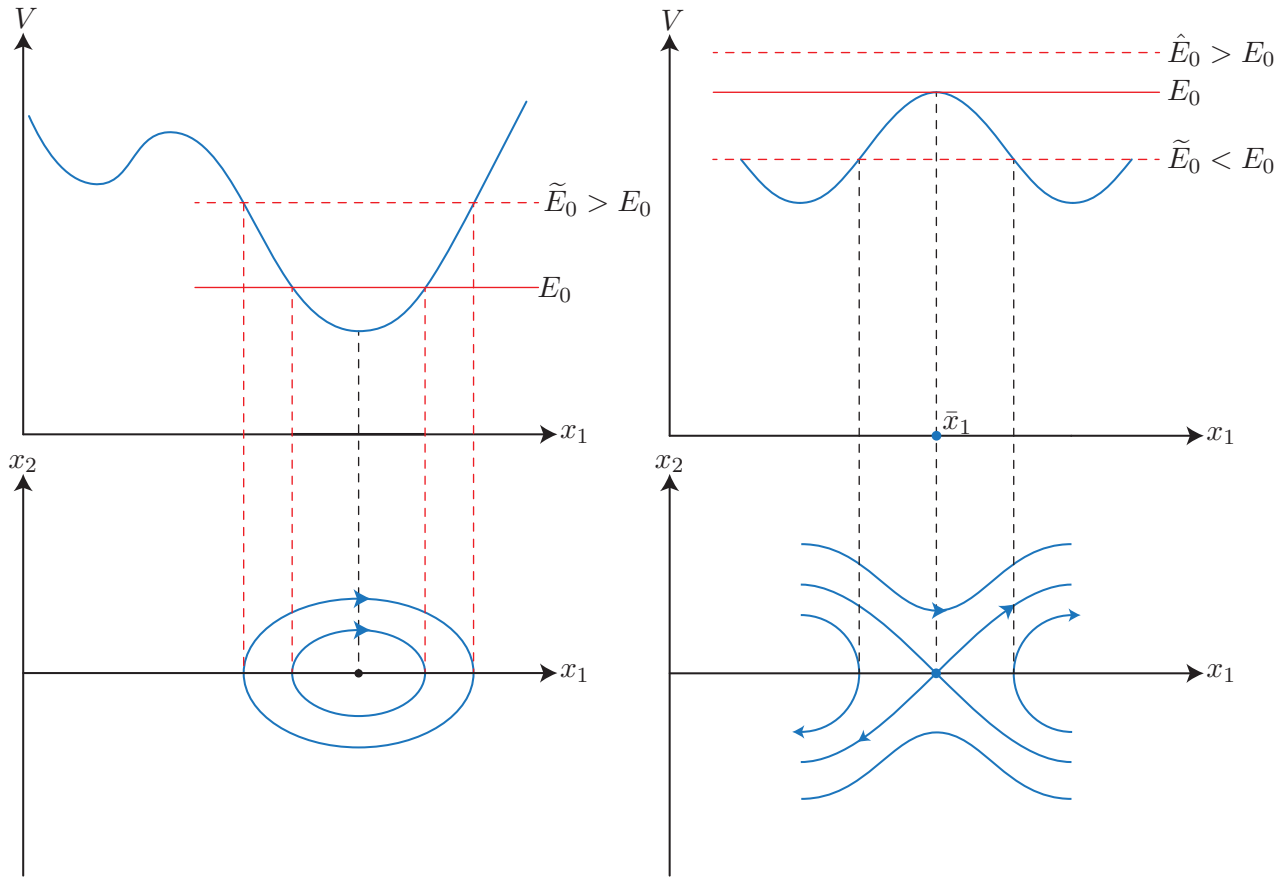 V
Ẽ₀ > E₀
E₀
x₁
x₂
x₁
V
Ê₀ > E₀
E₀
Ẽ₀ < E₀
x̄₁
x₁
x₂
x₁